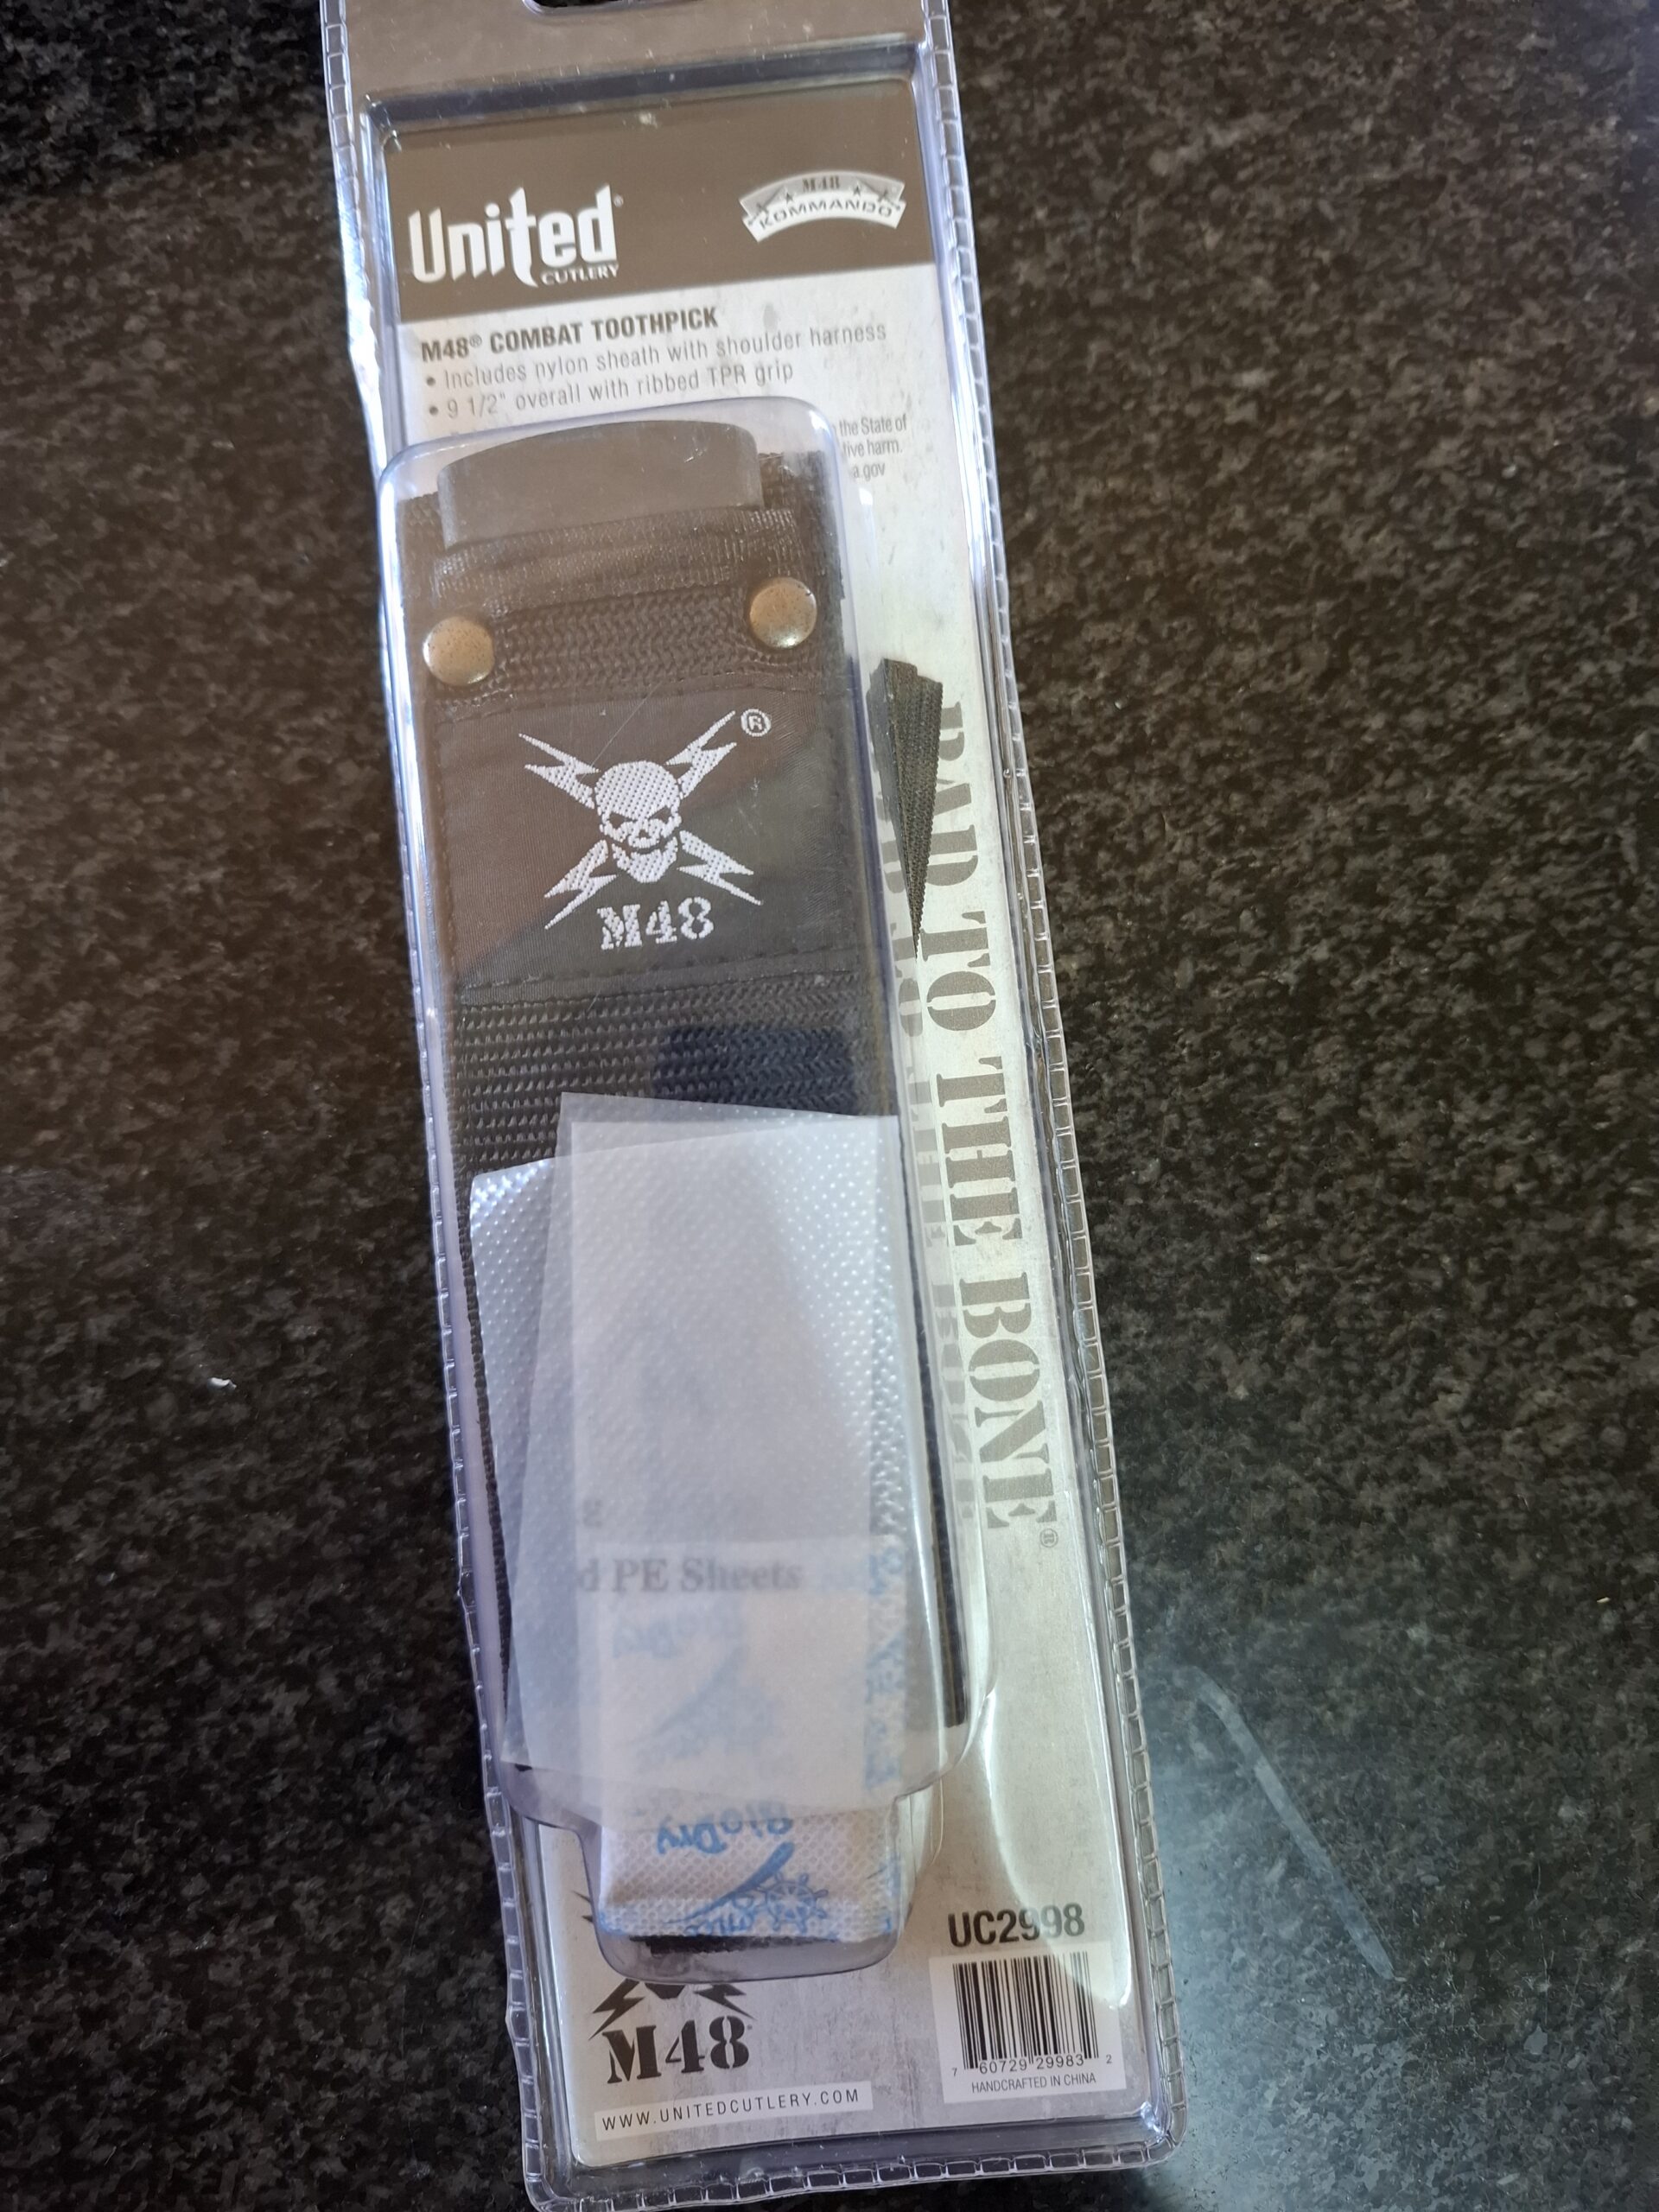 United®
CUTLERY
M48
KOMMANDO
M48® COMBAT TOOTHPICK
• Includes nylon sheath with shoulder harness
• 9 1/2" overall with ribbed TPR grip
the State of
tive harm.
a.gov
®
M48
BAD TO THE BONE®
d PE Sheets
Dry
UC2998
7 60729 29983 2
HANDCRAFTED IN CHINA
M48
WWW.UNITEDCUTLERY.COM